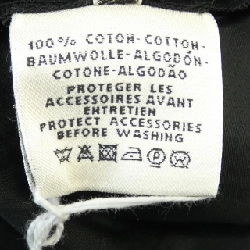 100% COTON-COTTON-
BAUMWOLLE-ALGODÓN-
COTONE-ALGODÃO
PROTEGER LES
ACCESSOIRES AVANT
ENTRETIEN
PROTECT ACCESSORIES
BEFORE WASHING